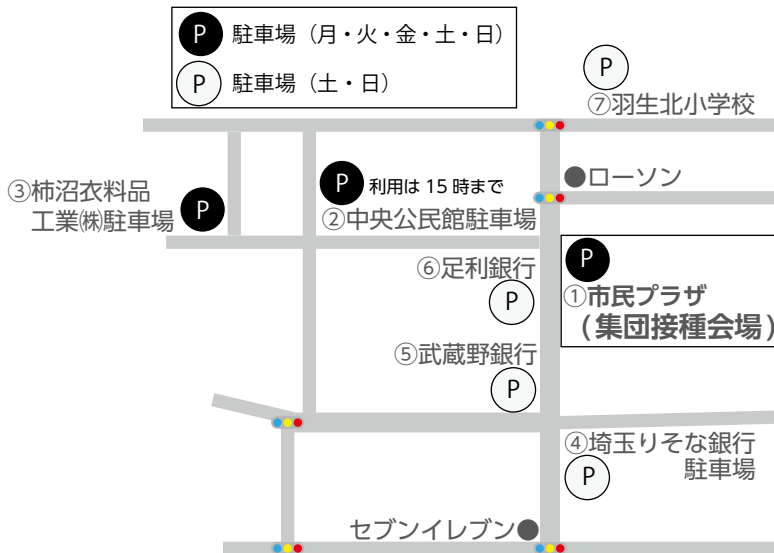 P 駐車場（月・火・金・土・日）
P 駐車場（土・日）
P
⑦羽生北小学校
●ローソン
③柿沼衣料品
工業㈱駐車場
P
P 利用は 15 時まで
②中央公民館駐車場
P
①市民プラザ
（集団接種会場）
⑥足利銀行
P
⑤武蔵野銀行
P
④埼玉りそな銀行
駐車場
P
セブンイレブン●